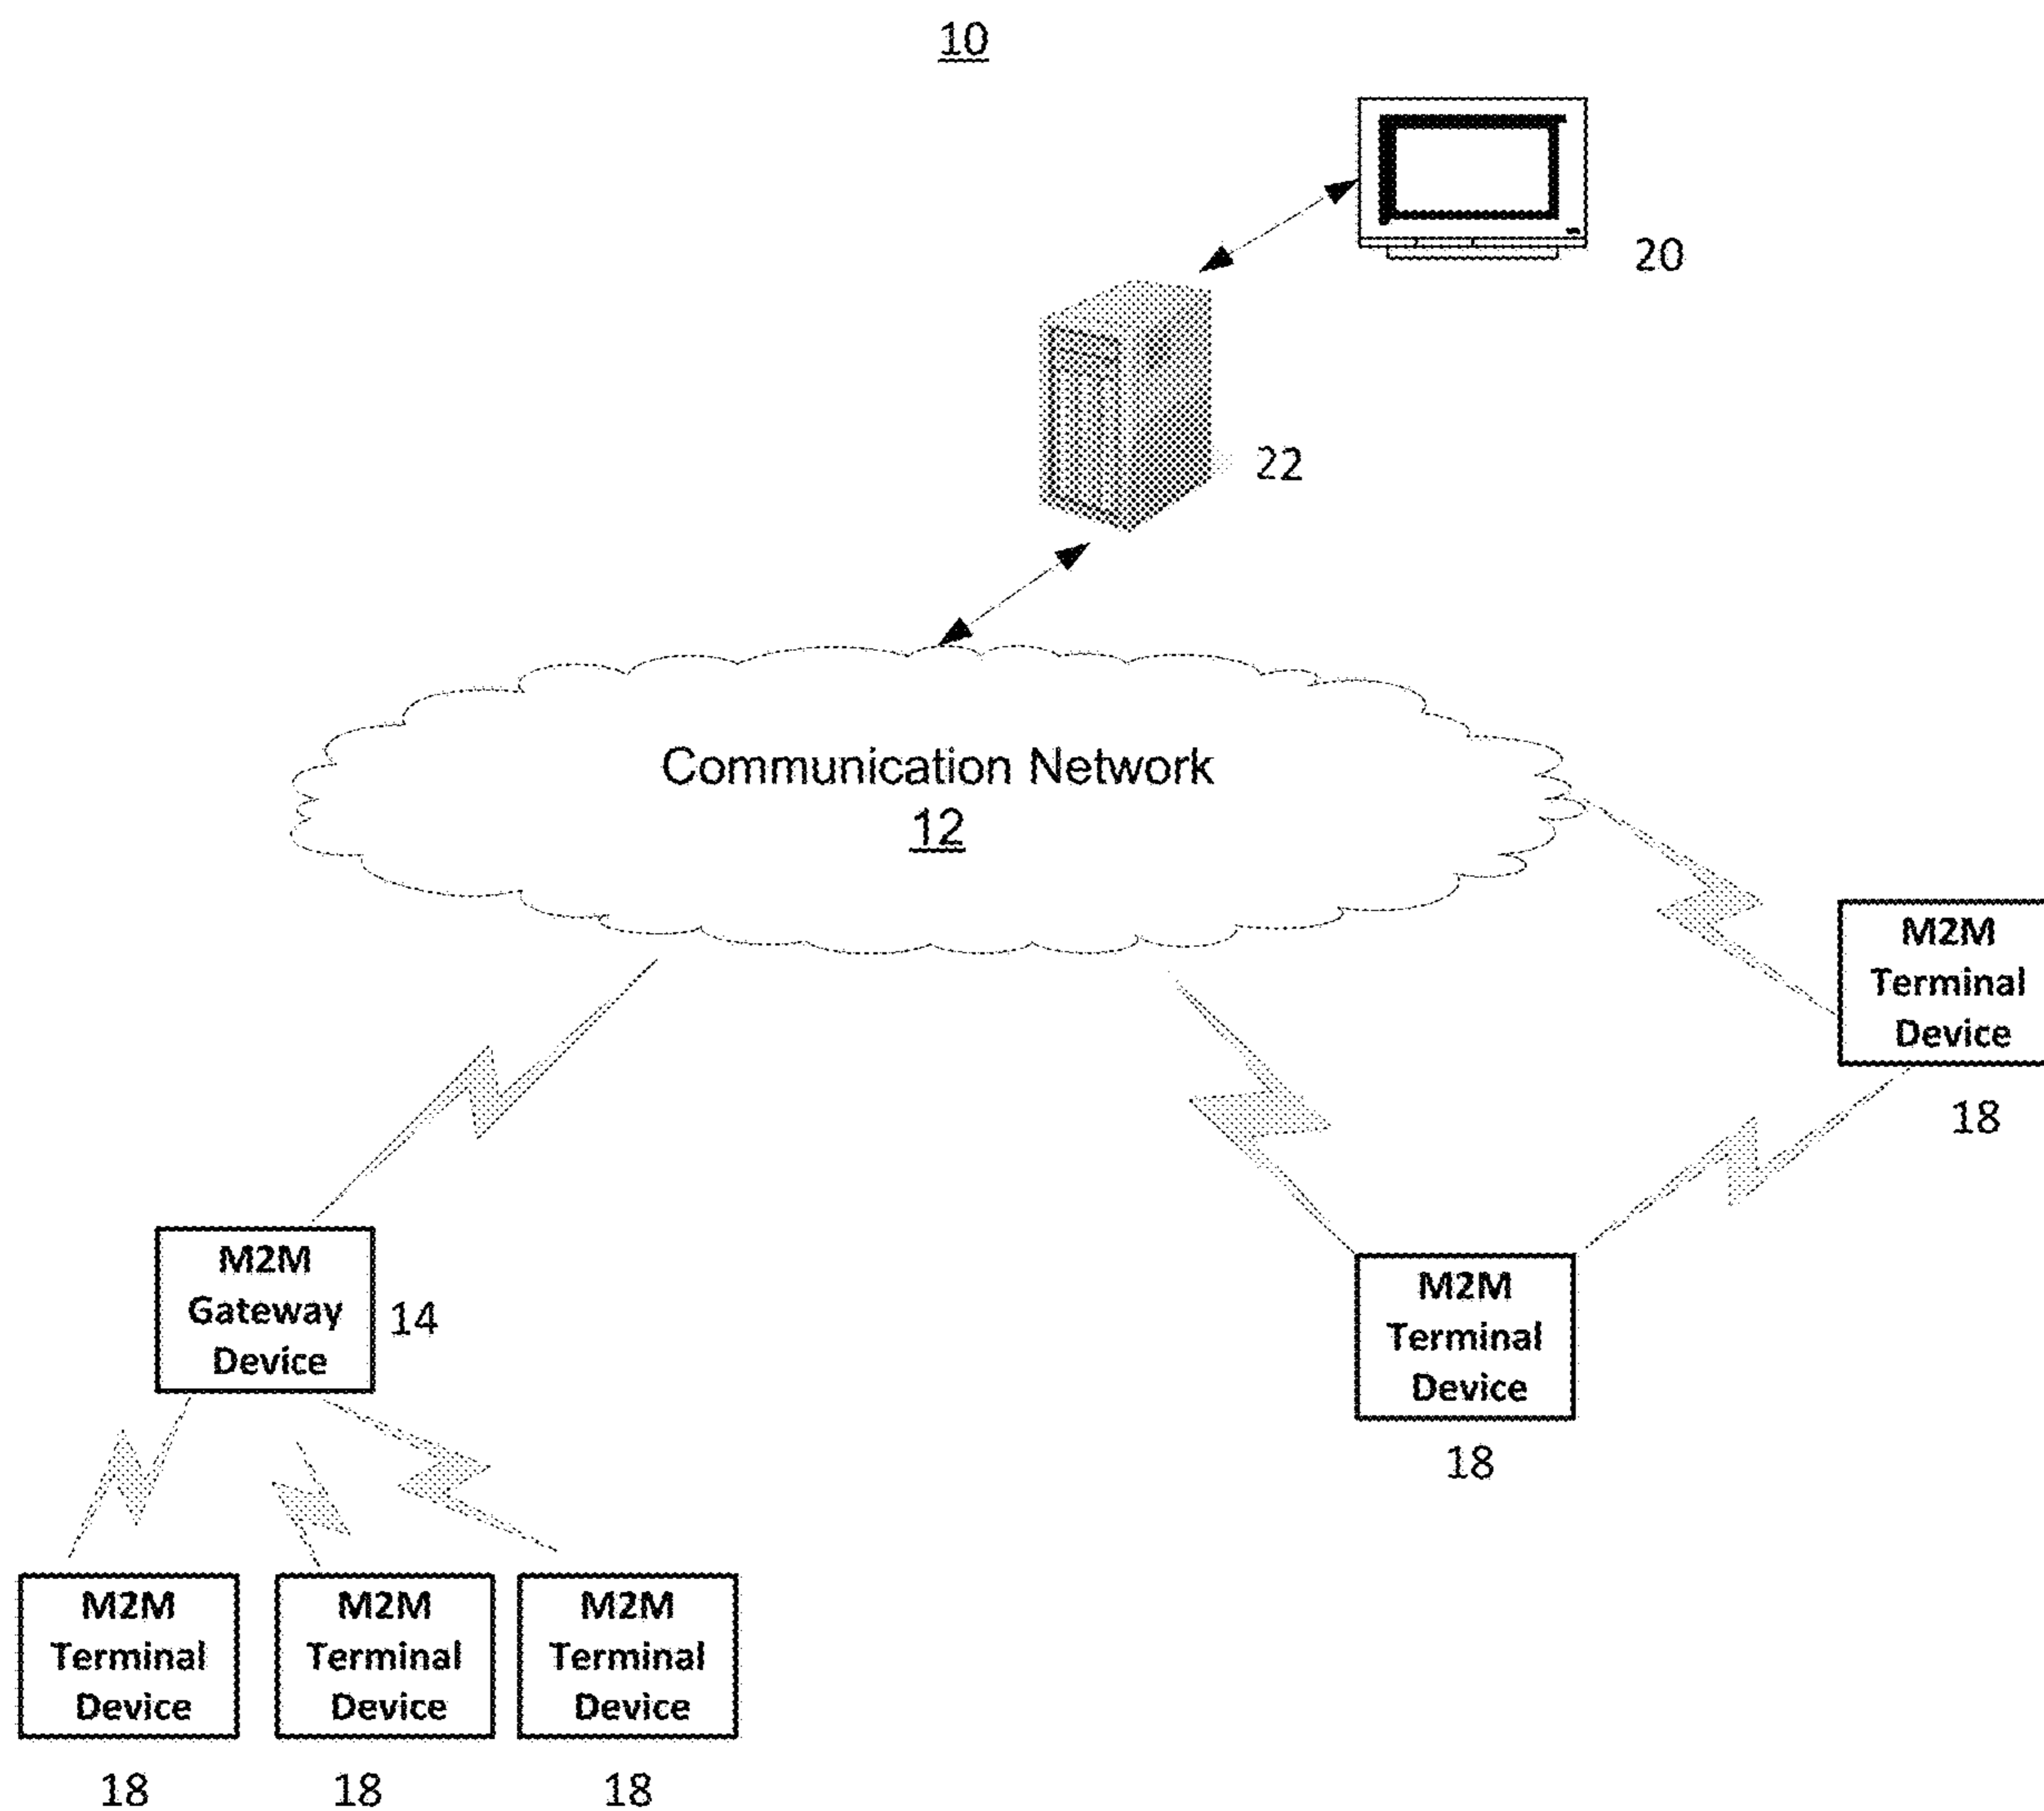 10
20
22
Communication Network
12
M2M
Terminal
Device
18
M2M
Gateway
Device
14
M2M
Terminal
Device
18
M2M
Terminal
Device
18
M2M
Terminal
Device
18
M2M
Terminal
Device
18